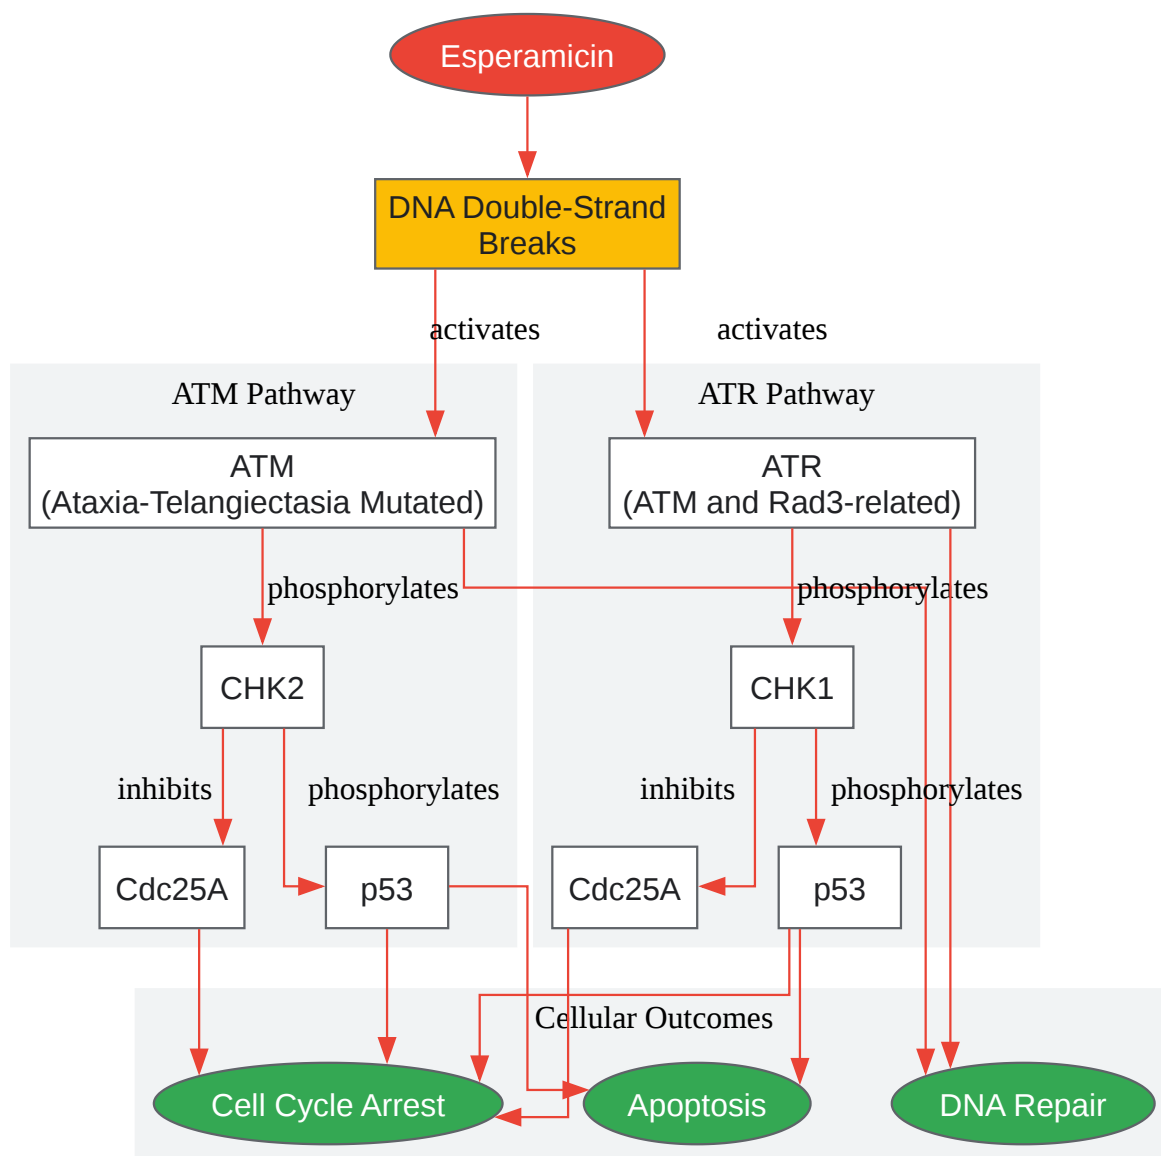 Esperamicin
DNA Double-Strand
Breaks
activates
activates
ATM Pathway
ATR Pathway
ATM
(Ataxia-Telangiectasia Mutated)
ATR
(ATM and Rad3-related)
phosphorylates
phosphorylates
CHK2
CHK1
inhibits
phosphorylates
inhibits
phosphorylates
Cdc25A
p53
Cdc25A
p53
Cellular Outcomes
Cell Cycle Arrest
Apoptosis
DNA Repair